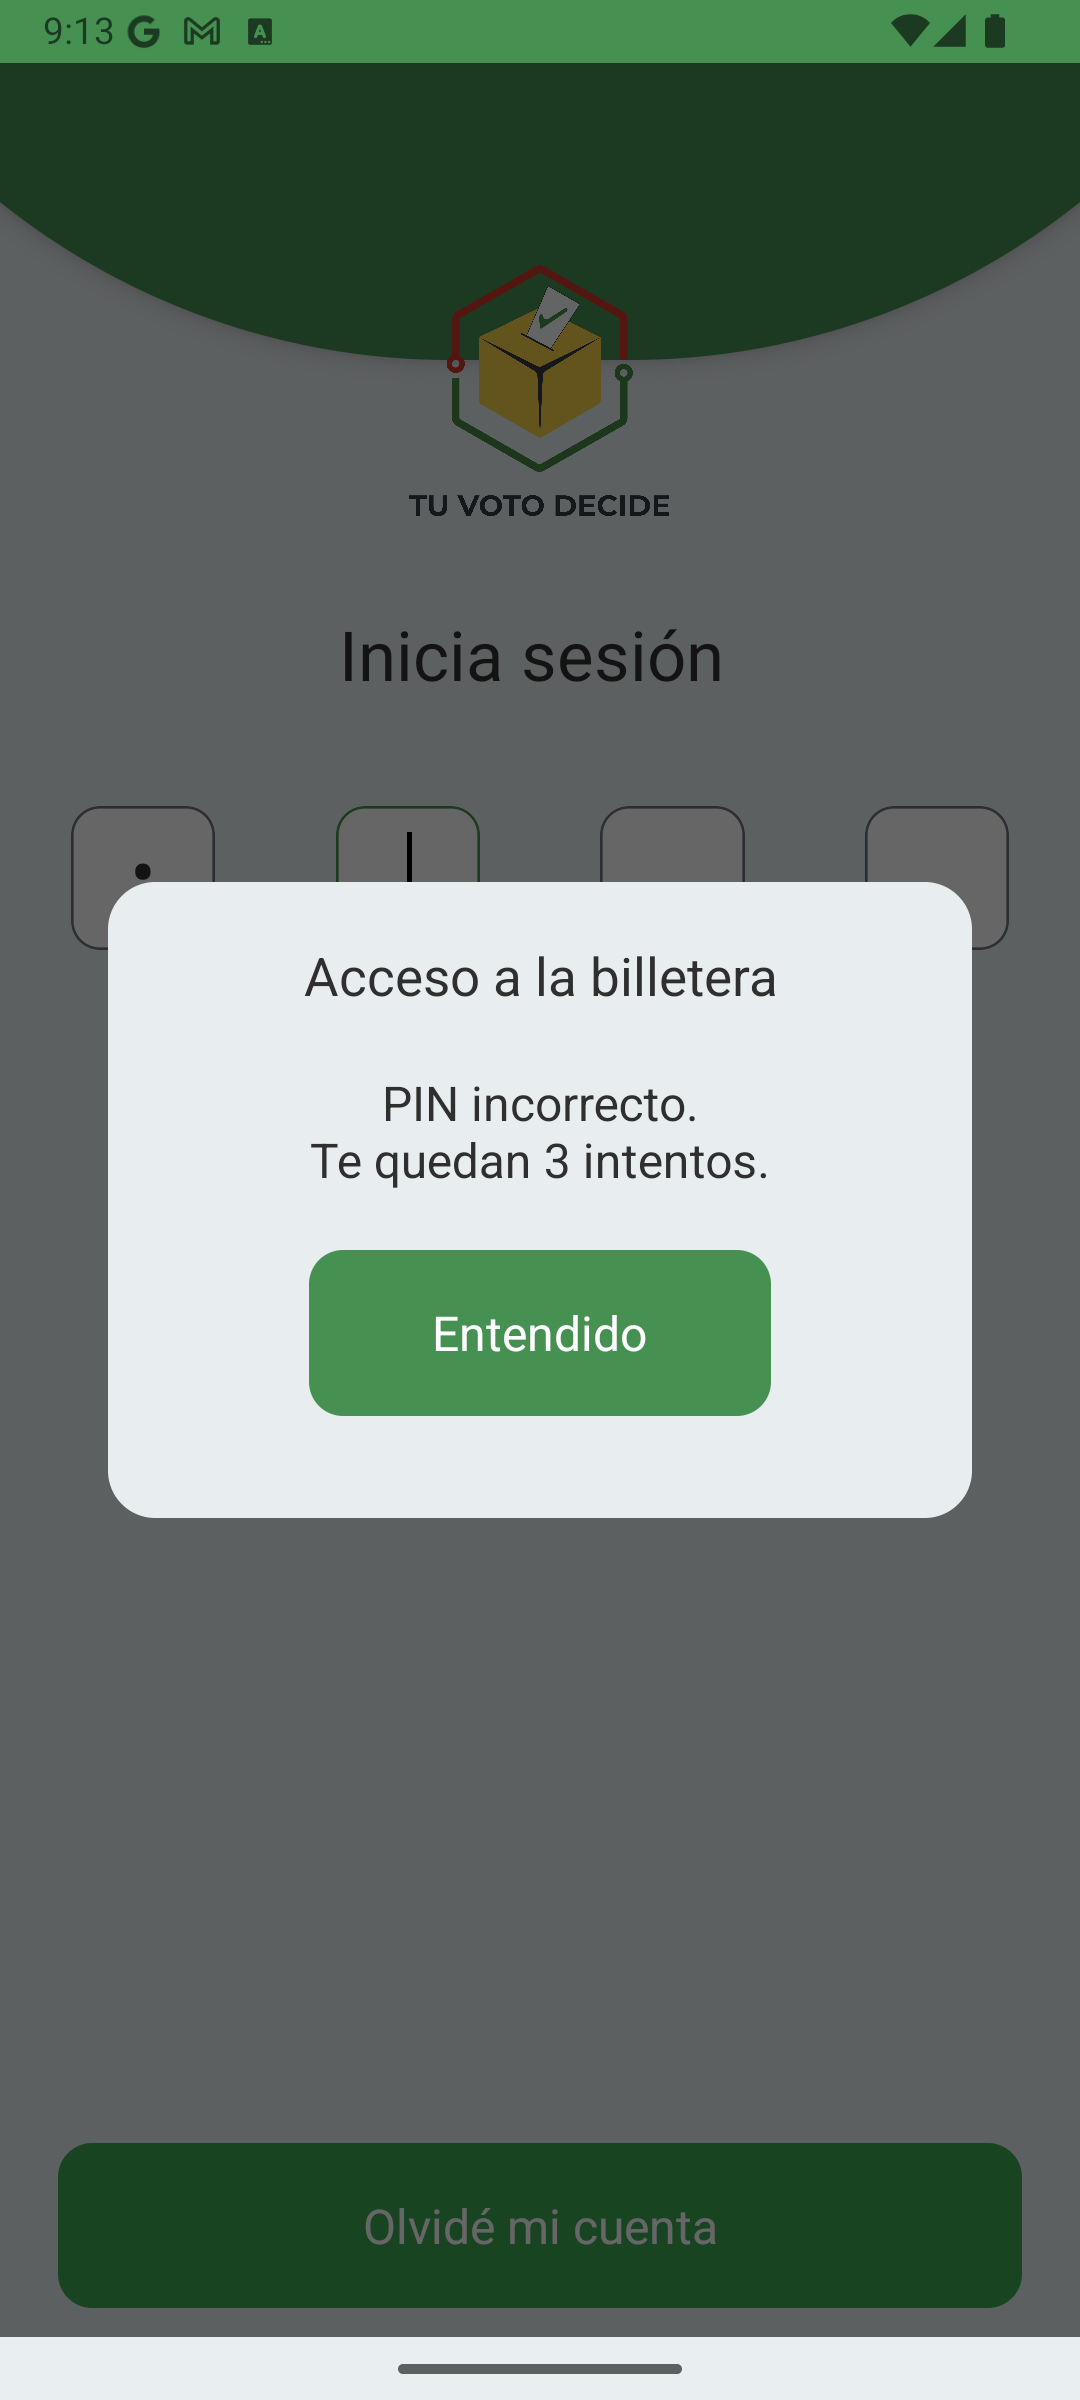 9:13
TU VOTO DECIDE
Inicia sesión
Acceso a la billetera
PIN incorrecto.
Te quedan 3 intentos.
Entendido
Olvidé mi cuenta